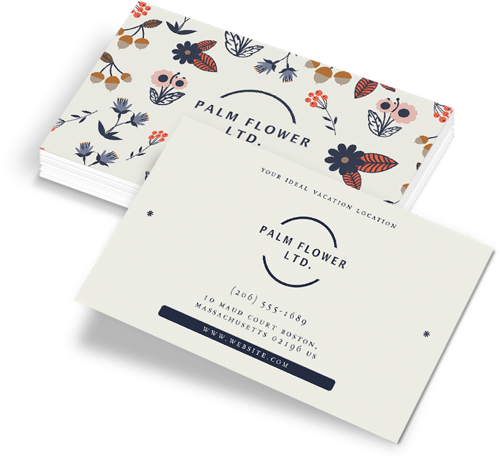 PALM FLOWER
LTD.
YOUR IDEAL VACATION LOCATION
PALM FLOWER
LTD.
(206) 555-1689
10 MAUD COURT BOSTON,
MASSACHUSETTS 02196 US
WWW.WEBSITE.COM